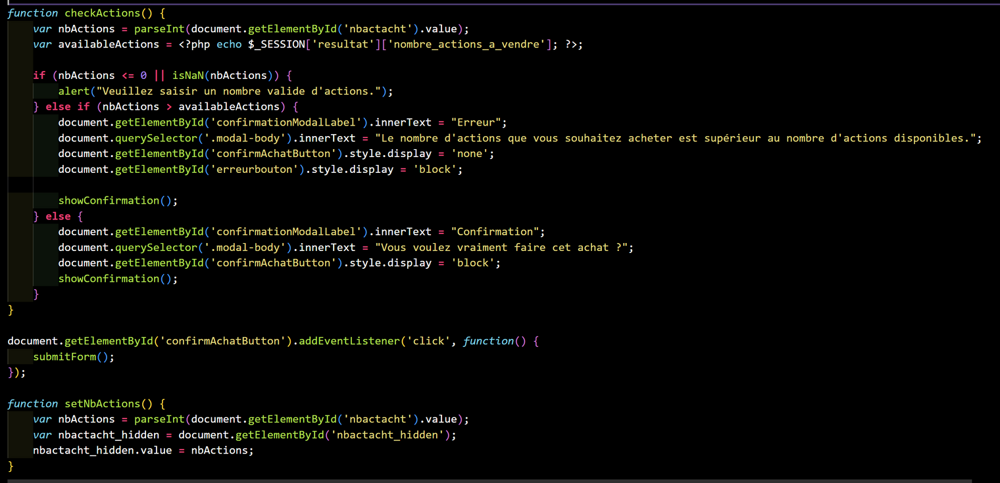 function checkActions() {
    var nbActions = parseInt(document.getElementById('nbactacht').value);
    var availableActions = <?php echo $_SESSION['resultat']['nombre_actions_a_vendre']; ?>;

    if (nbActions <= 0 || isNaN(nbActions)) {
        alert("Veuillez saisir un nombre valide d'actions.");
    } else if (nbActions > availableActions) {
        document.getElementById('confirmationModalLabel').innerText = "Erreur";
        document.querySelector('.modal-body').innerText = "Le nombre d'actions que vous souhaitez acheter est supérieur au nombre d'actions disponibles.";
        document.getElementById('confirmAchatButton').style.display = 'none';
        document.getElementById('erreurbouton').style.display = 'block';

        showConfirmation();
    } else {
        document.getElementById('confirmationModalLabel').innerText = "Confirmation";
        document.querySelector('.modal-body').innerText = "Vous voulez vraiment faire cet achat ?";
        document.getElementById('confirmAchatButton').style.display = 'block';
        showConfirmation();
    }
}

document.getElementById('confirmAchatButton').addEventListener('click', function() {
    submitForm();
});

function setNbActions() {
    var nbActions = parseInt(document.getElementById('nbactacht').value);
    var nbactacht_hidden = document.getElementById('nbactacht_hidden');
    nbactacht_hidden.value = nbActions;
}